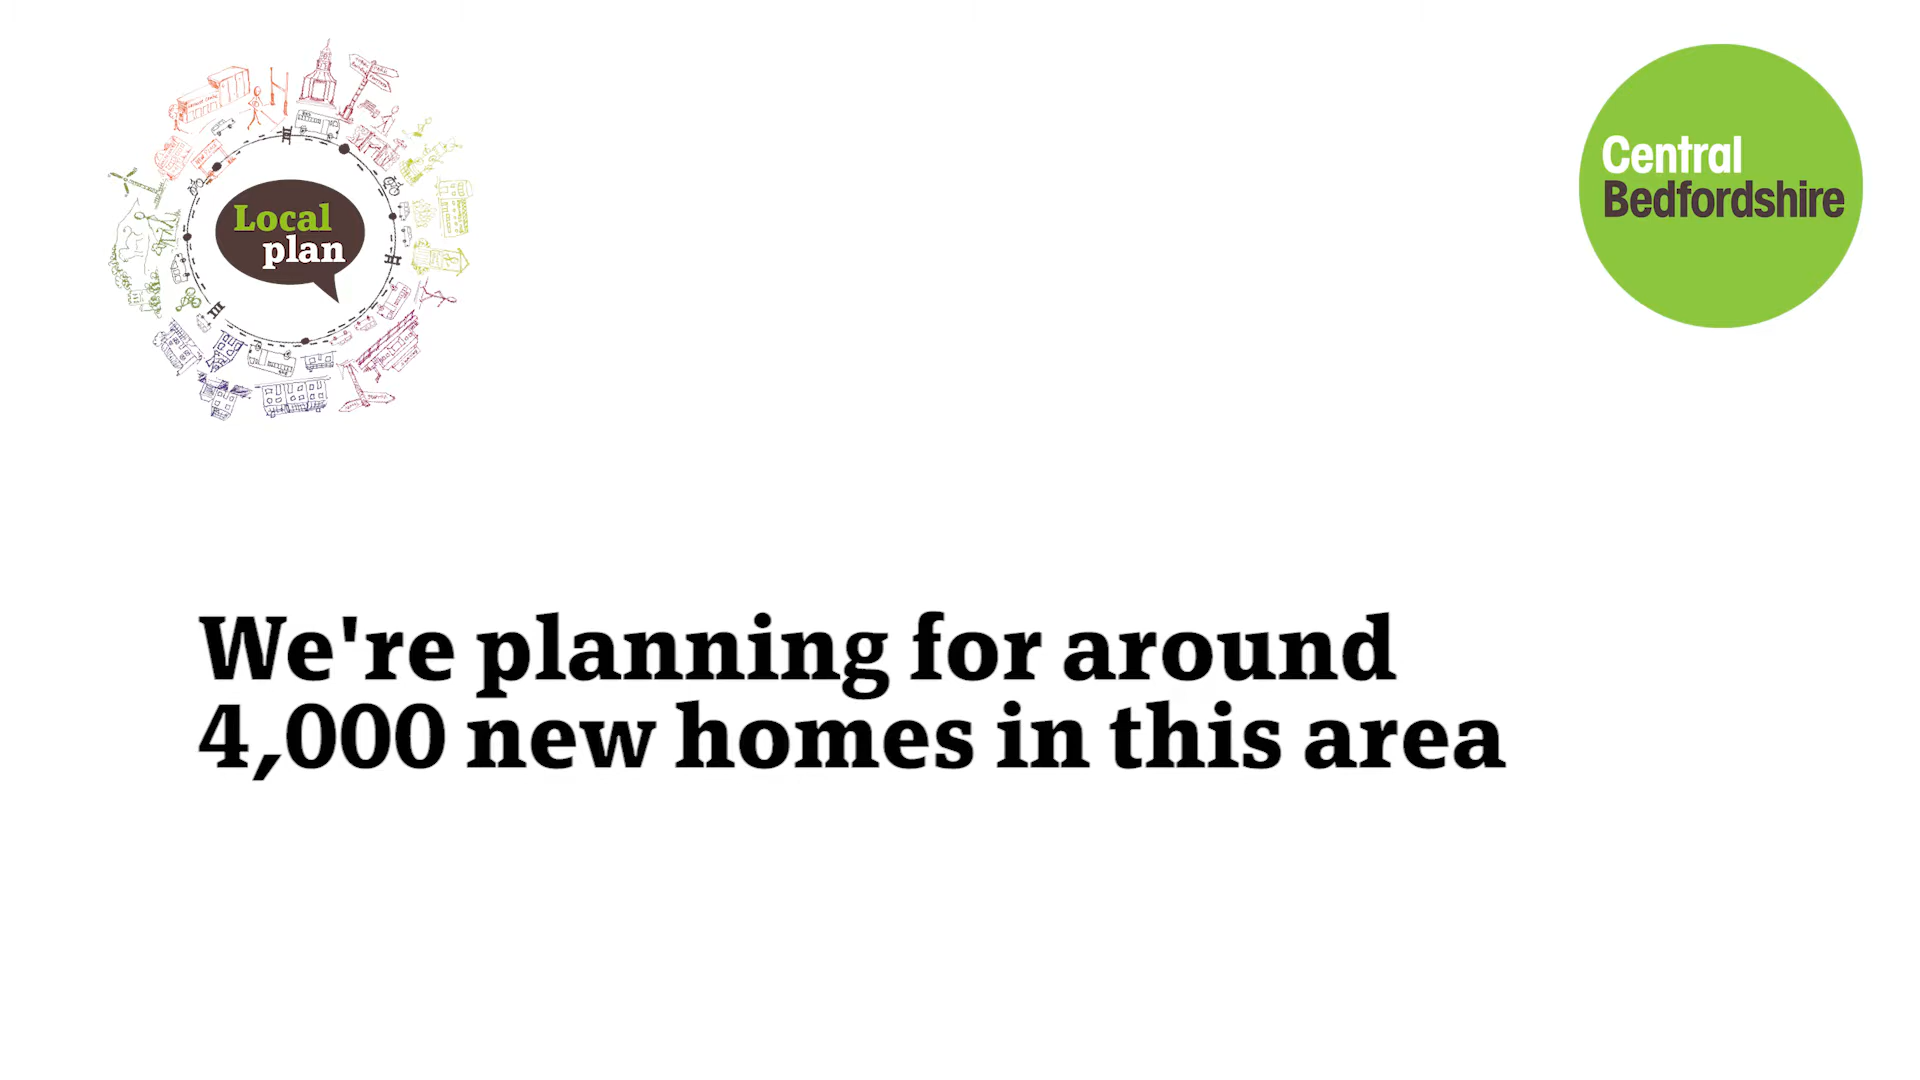 Local
plan
Central
Bedfordshire
We're planning for around
4,000 new homes in this area